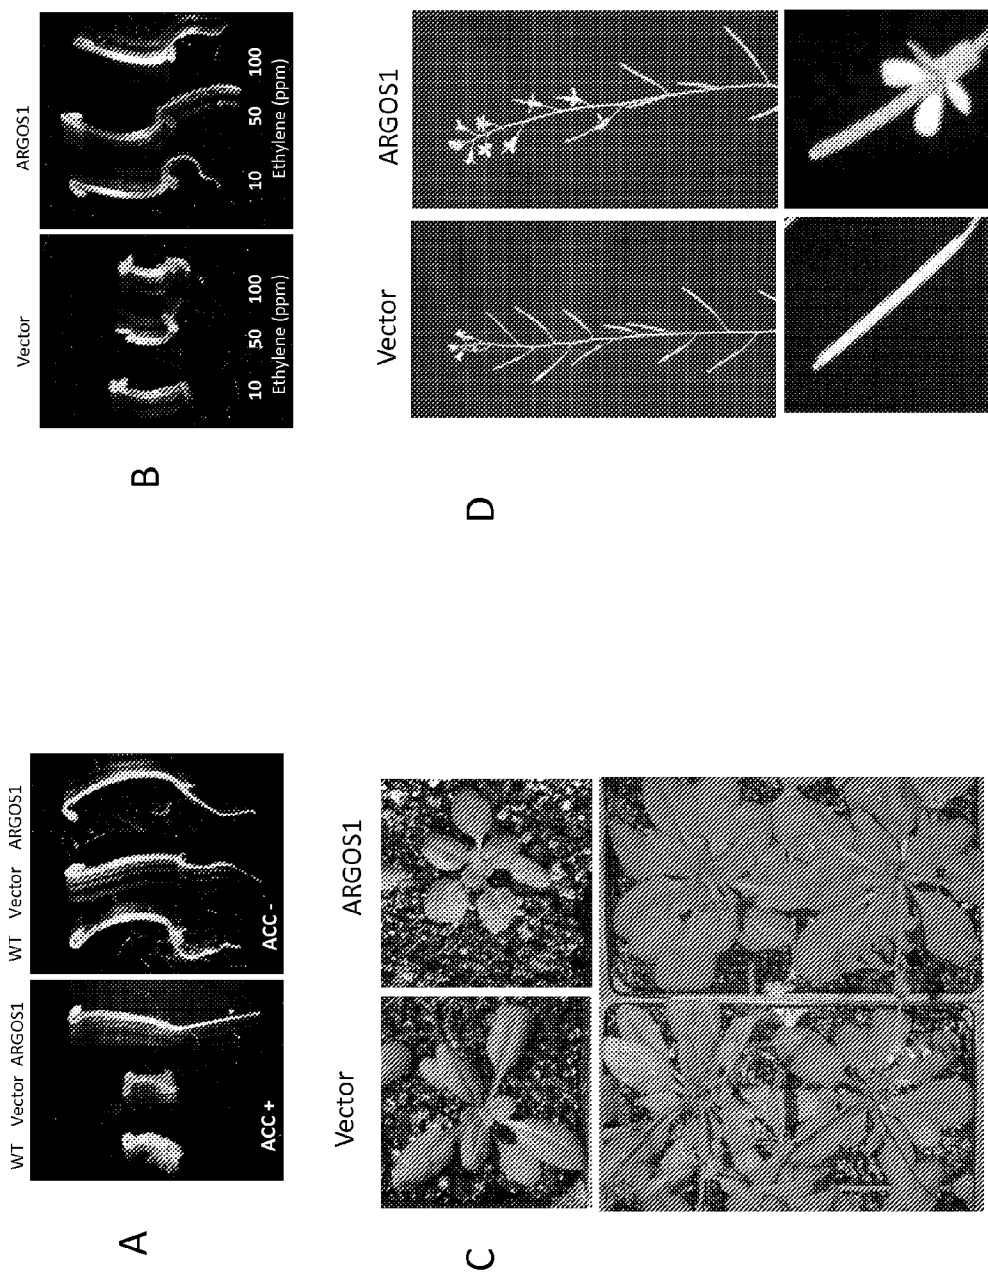 A
WT Vector ARGOS1
ACC +
WT Vector ARGOS1
ACC -
B
Vector
10 50 100
Ethylene (ppm)
ARGOS1
10 50 100
Ethylene (ppm)
C
Vector
ARGOS1
D
Vector
ARGOS1